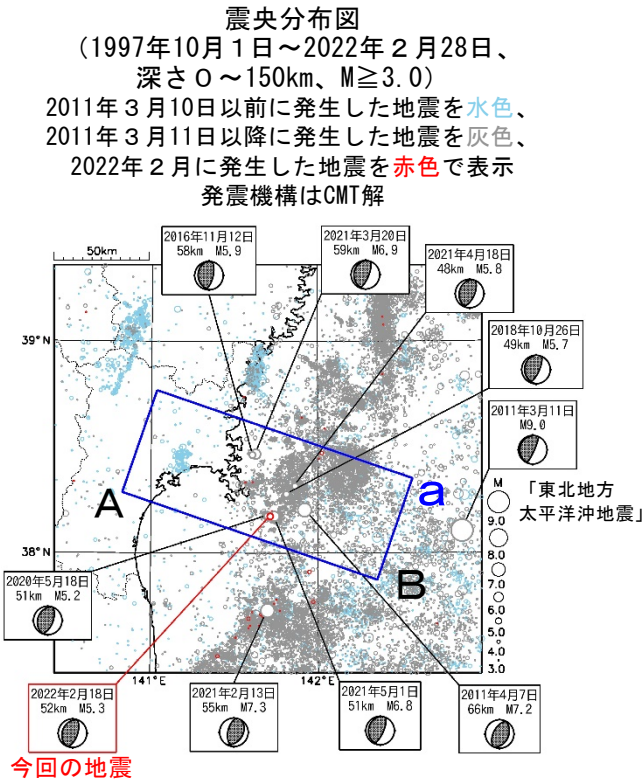 震央分布図
(1997年10月1日～2022年2月28日、
深さ0～150km、M≧3.0)
2011年3月10日以前に発生した地震を水色、
2011年3月11日以降に発生した地震を灰色、
2022年2月に発生した地震を赤色で表示
発震機構はCMT解
50km
2016年11月12日
58km M5.9
2021年3月20日
59km M6.9
2021年4月18日
48km M5.8
2018年10月26日
49km M5.7
2011年3月11日
M9.0
「東北地方
太平洋沖地震」
39°N
38°N
A
a
B
M
9.0
8.0
7.0
6.0
5.0
4.0
3.0
141°E
142°E
2020年5月18日
51km M5.2
2022年2月18日
52km M5.3
今回の地震
2021年2月13日
55km M7.3
2021年5月1日
51km M6.8
2011年4月7日
66km M7.2